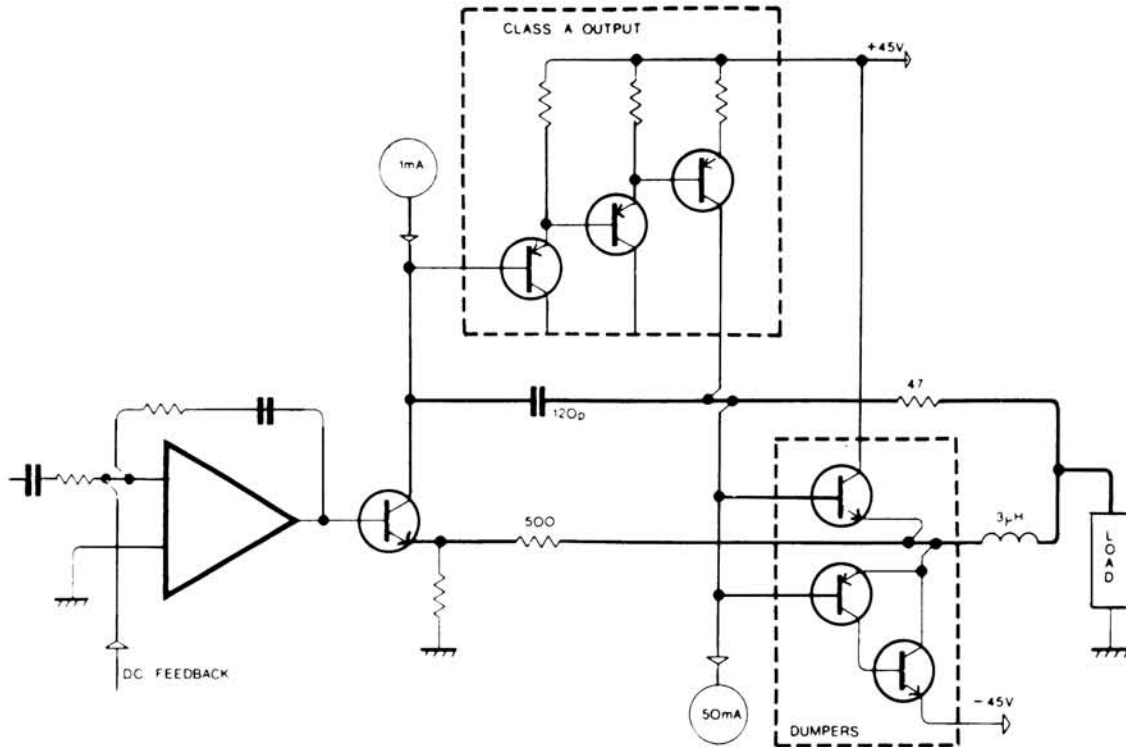 CLASS A OUTPUT
+45V
1mA
120p
47
500
3μH
LOAD
DC FEEDBACK
50mA
DUMPERS
-45V